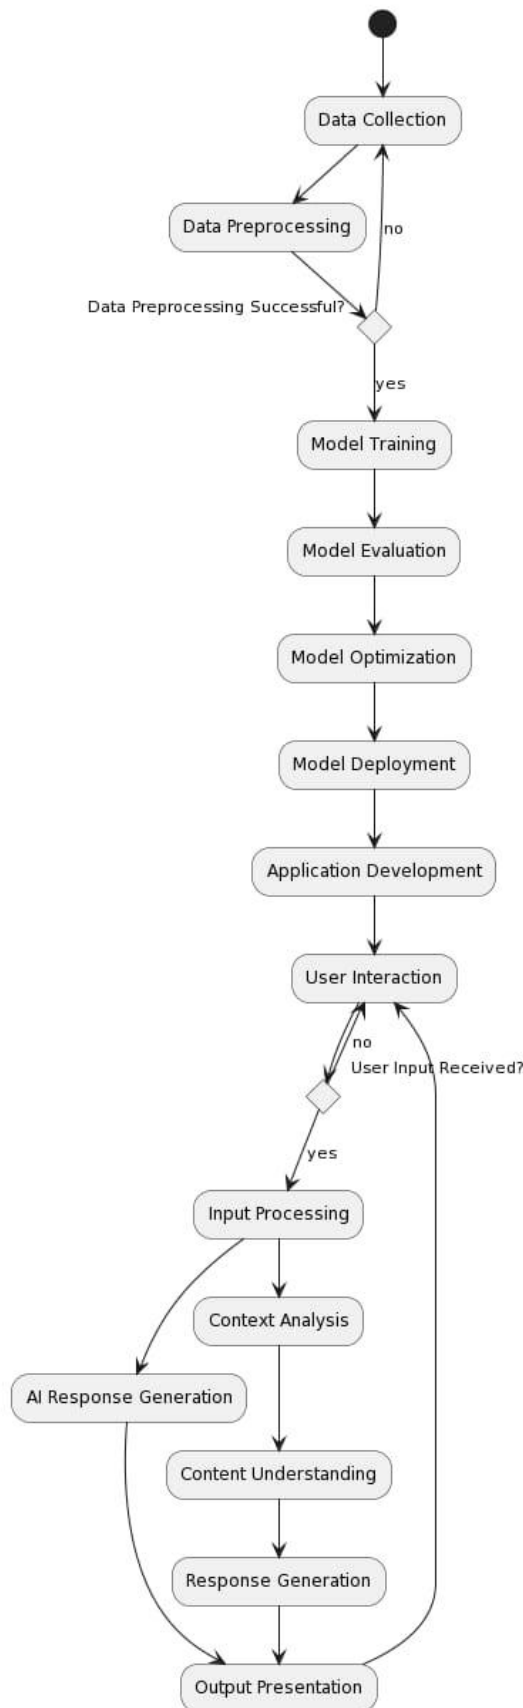 Data Collection
Data Preprocessing
no
Data Preprocessing Successful?
yes
Model Training
Model Evaluation
Model Optimization
Model Deployment
Application Development
User Interaction
no
User Input Received?
yes
Input Processing
Context Analysis
AI Response Generation
Content Understanding
Response Generation
Output Presentation